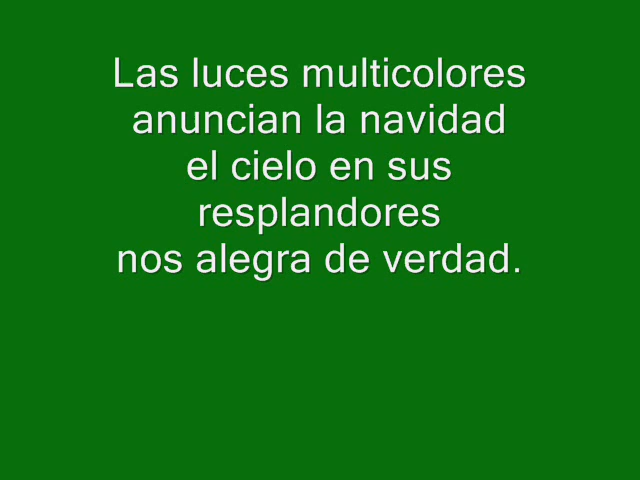 Las luces multicolores
anuncian la navidad
el cielo en sus
resplandores
nos alegra de verdad.